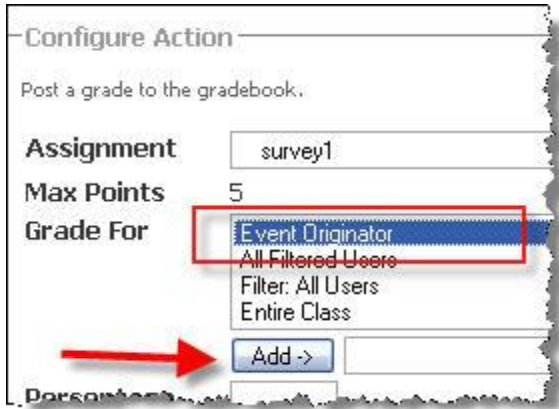 Configure Action
Post a grade to the gradebook.
Assignment survey1
Max Points 5
Grade For Event Originator
All Filtered Users
Filter: All Users
Entire Class
Add ->